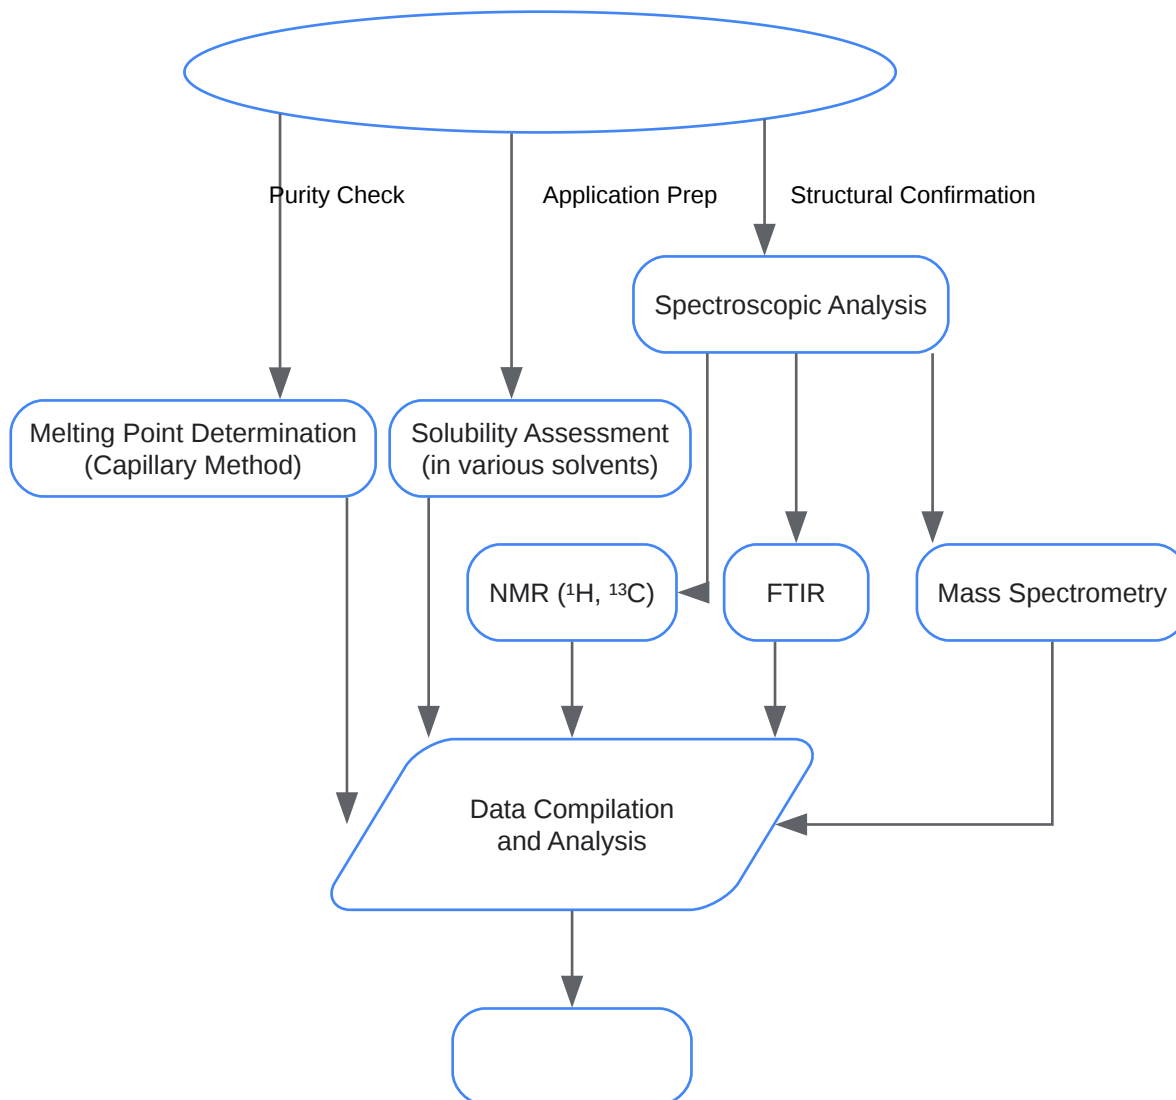 Purity Check
Application Prep
Structural Confirmation
Spectroscopic Analysis
Melting Point Determination
(Capillary Method)
Solubility Assessment
(in various solvents)
NMR (¹H, ¹³C)
FTIR
Mass Spectrometry
Data Compilation
and Analysis